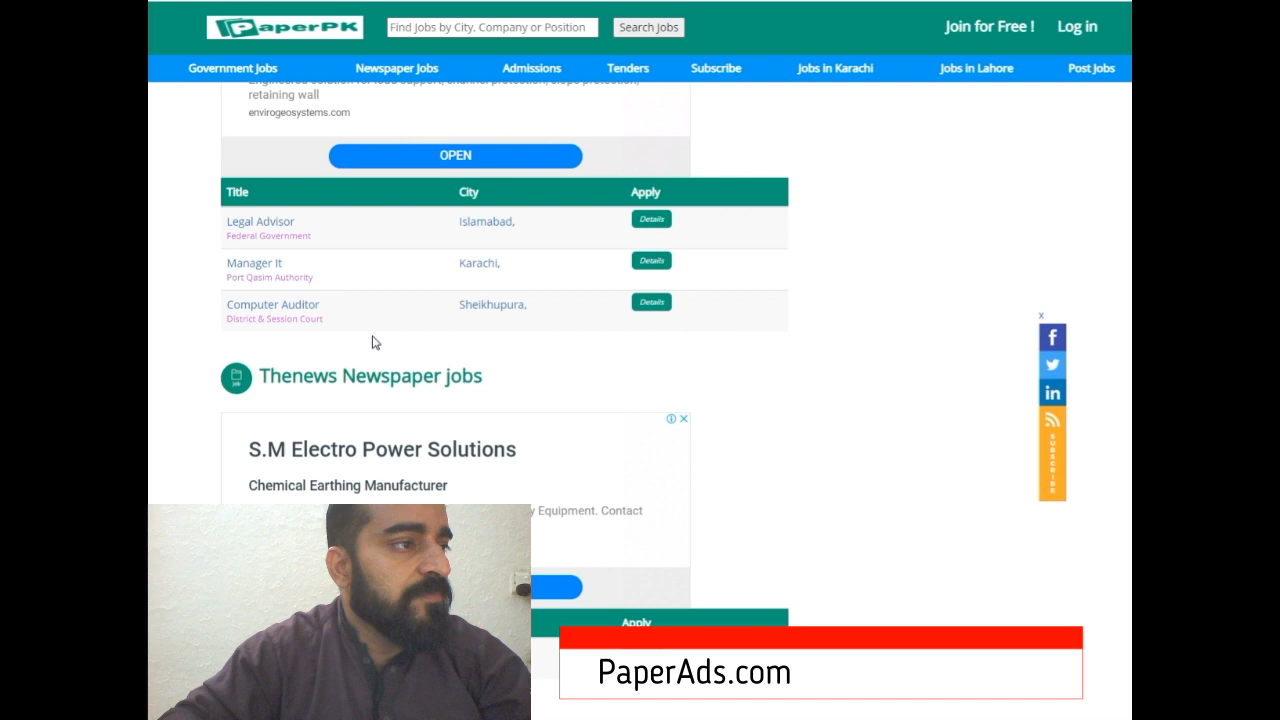 PaperPK
Find Jobs by City, Company or Position
Search Jobs
Join for Free !
Log in
Government Jobs
Newspaper Jobs
Admissions
Tenders
Subscribe
Jobs in Karachi
Jobs in Lahore
Post Jobs
retaining wall
envirogeosystems.com
OPEN
Title City Apply
Legal Advisor Islamabad, Details
Federal Government
Manager It Karachi, Details
Port Qasim Authority
Computer Auditor Sheikhupura, Details
District & Session Court
job
Thenews Newspaper jobs
S.M Electro Power Solutions
Chemical Earthing Manufacturer
y Equipment. Contact
Apply
SUBSCRIBE
PaperAds.com